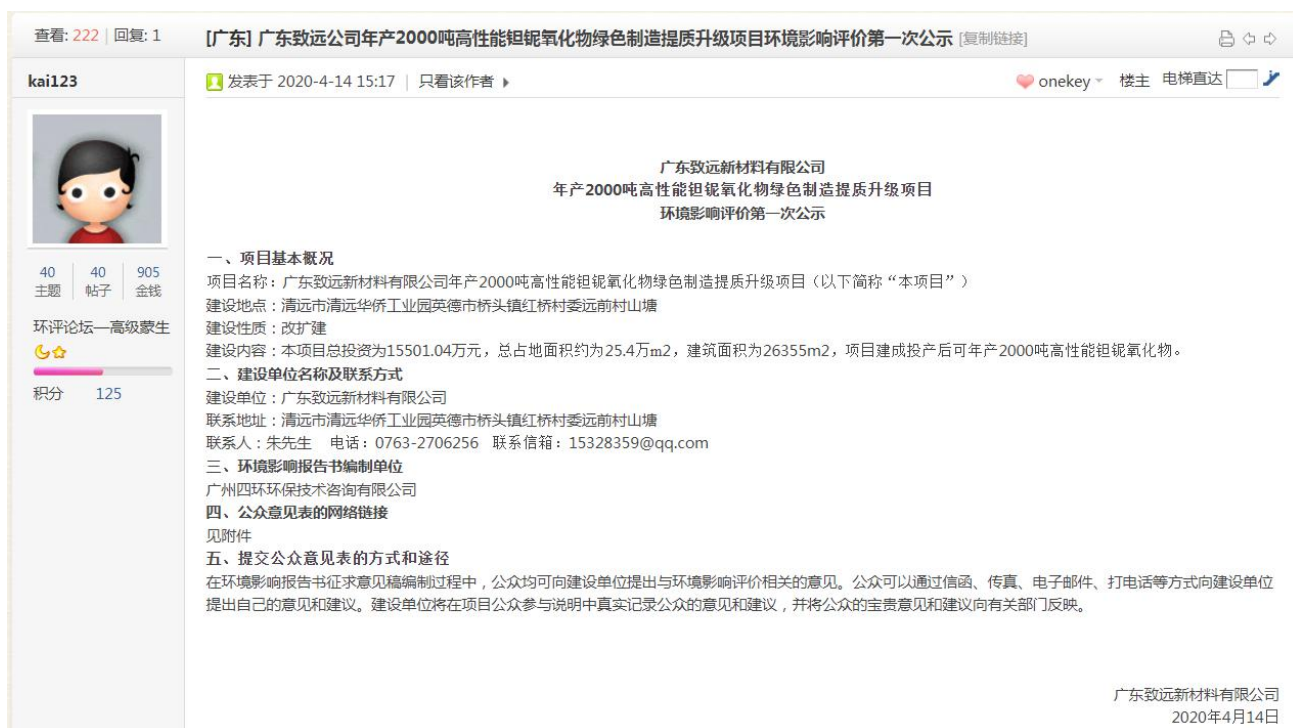 查看: 222 | 回复: 1
[广东] 广东致远公司年产2000吨高性能钽铌氧化物绿色制造提质升级项目环境影响评价第一次公示 [复制链接]
kai123
发表于 2020-4-14 15:17 | 只看该作者
onekey 楼主 电梯直达
40 40 905
主题 帖子 金钱
环评论坛—高级蒙生
积分 125
广东致远新材料有限公司
年产2000吨高性能钽铌氧化物绿色制造提质升级项目
环境影响评价第一次公示
一、项目基本概况
项目名称：广东致远新材料有限公司年产2000吨高性能钽铌氧化物绿色制造提质升级项目（以下简称“本项目”）
建设地点：清远市清远华侨工业园英德市桥头镇红桥村委远前村山塘
建设性质：改扩建
建设内容：本项目总投资为15501.04万元，总占地面积约为25.4万m2，建筑面积为26355m2，项目建成投产后可年产2000吨高性能钽铌氧化物。
二、建设单位名称及联系方式
建设单位：广东致远新材料有限公司
联系地址：清远市清远华侨工业园英德市桥头镇红桥村委远前村山塘
联系人：朱先生 电话：0763-2706256 联系信箱：15328359@qq.com
三、环境影响报告书编制单位
广州四环环保技术咨询有限公司
四、公众意见表的网络链接
见附件
五、提交公众意见表的方式和途径
在环境影响报告书征求意见稿编制过程中，公众均可向建设单位提出与环境影响评价相关的意见。公众可以通过信函、传真、电子邮件、打电话等方式向建设单位
提出自己的意见和建议。建设单位将在项目公众参与说明中真实记录公众的意见和建议，并将公众的宝贵意见和建议向有关部门反映。
广东致远新材料有限公司
2020年4月14日